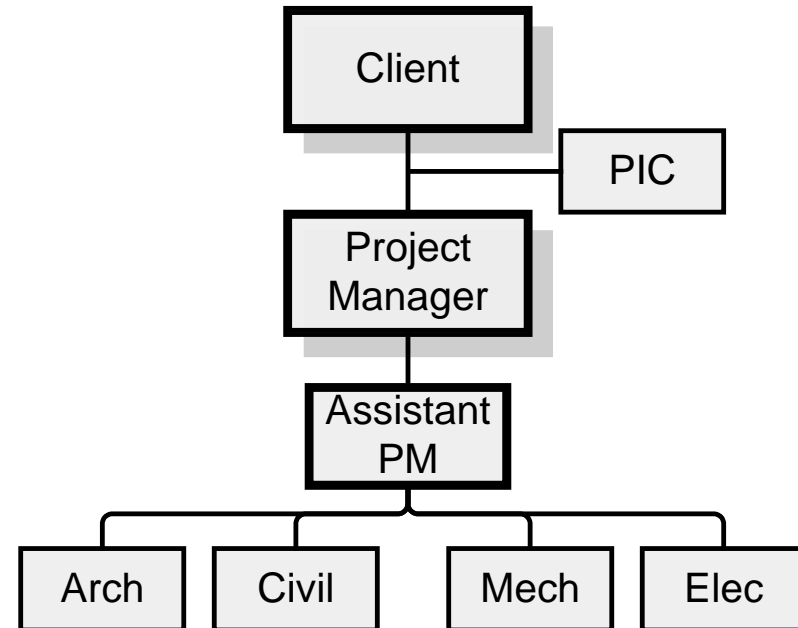 Client
PIC
Project
Manager
Assistant
PM
Arch
Civil
Mech
Elec